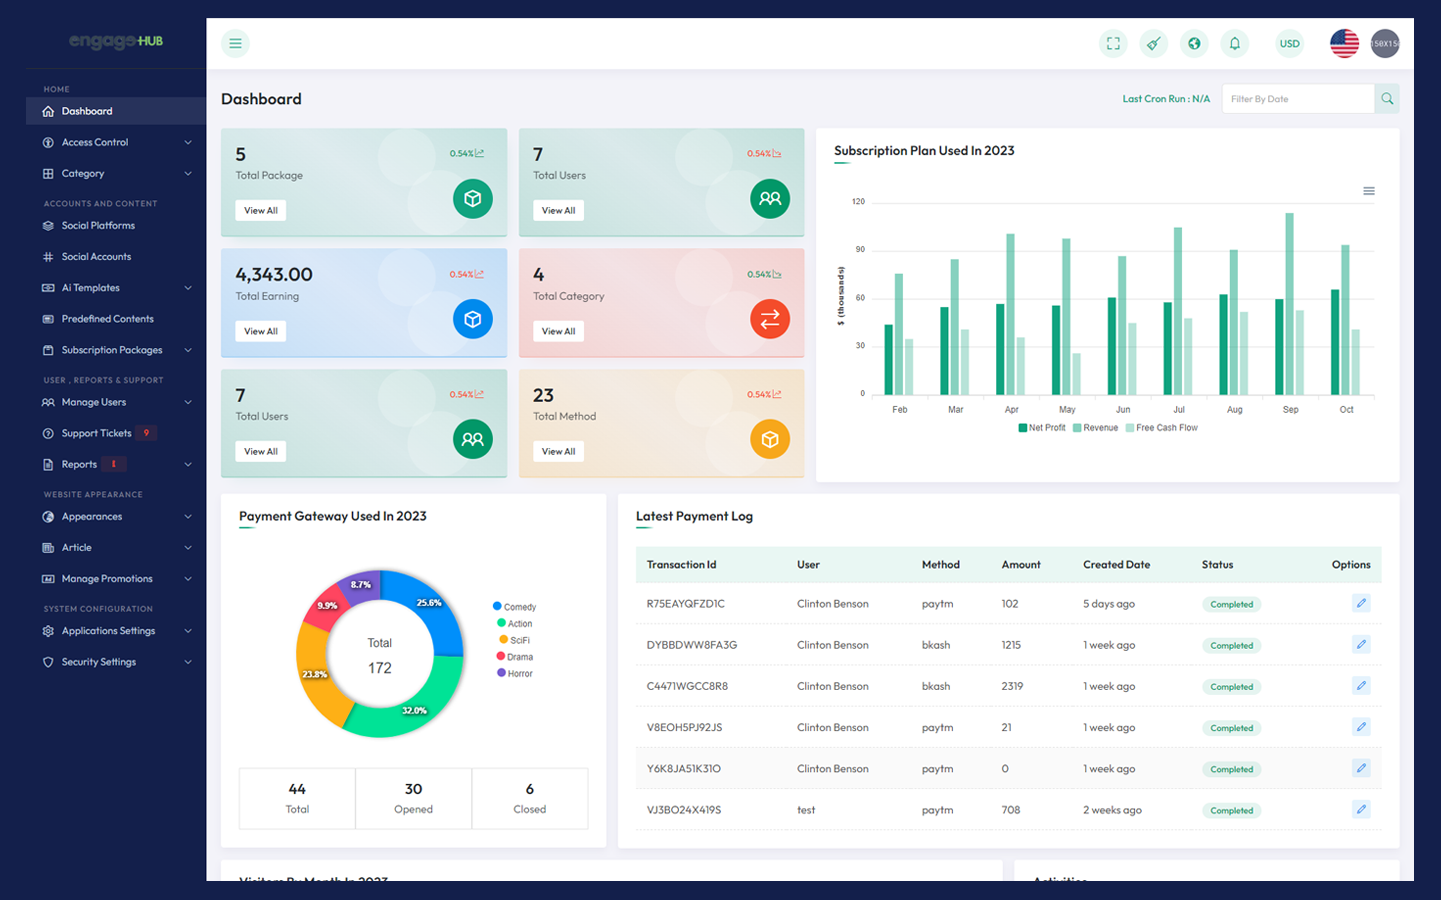 engageHUB
HOME
Dashboard
Access Control
Category
ACCOUNTS AND CONTENT
Social Platforms
Social Accounts
Ai Templates
Predefined Contents
Subscription Packages
USER , REPORTS & SUPPORT
Manage Users
Support Tickets 9
Reports 1
WEBSITE APPEARANCE
Appearances
Article
Manage Promotions
SYSTEM CONFIGURATION
Applications Settings
Security Settings
USD
150X150
Dashboard
Last Cron Run : N/A
Filter By Date
5
0.54%
Total Package
View All
7
0.54%
Total Users
View All
4,343.00
0.54%
Total Earning
View All
4
0.54%
Total Category
View All
7
0.54%
Total Users
View All
23
0.54%
Total Method
View All
Subscription Plan Used In 2023
120
90
60
30
0
$ (thousands)
Feb Mar Apr May Jun Jul Aug Sep Oct
Net Profit Revenue Free Cash Flow
Payment Gateway Used In 2023
8.7%
25.6%
9.9%
23.8%
32.0%
Total
172
Comedy
Action
SciFi
Drama
Horror
44
Total
30
Opened
6
Closed
Latest Payment Log
Transaction Id User Method Amount Created Date Status Options
R75EAYQFZD1C Clinton Benson paytm 102 5 days ago Completed
DYBBDWW8FA3G Clinton Benson bkash 1215 1 week ago Completed
C4471WGCC8R8 Clinton Benson bkash 2319 1 week ago Completed
V8EOH5PJ92JS Clinton Benson paytm 21 1 week ago Completed
Y6K8JA51K31O Clinton Benson paytm 0 1 week ago Completed
VJ3BO24X419S test paytm 708 2 weeks ago Completed
Visitors By Month In 2023
Activities